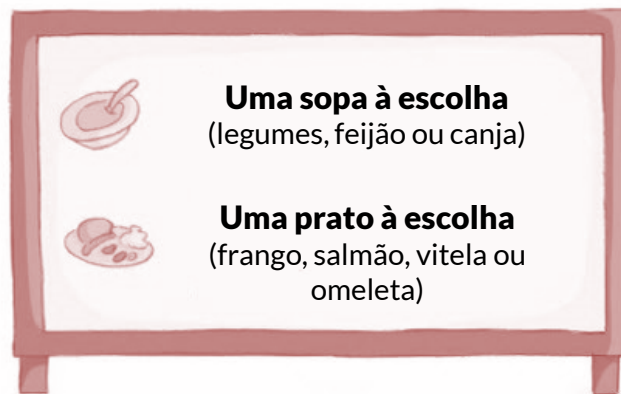 Uma sopa à escolha
(legumes, feijão ou canja)
Uma prato à escolha
(frango, salmão, vitela ou
omeleta)